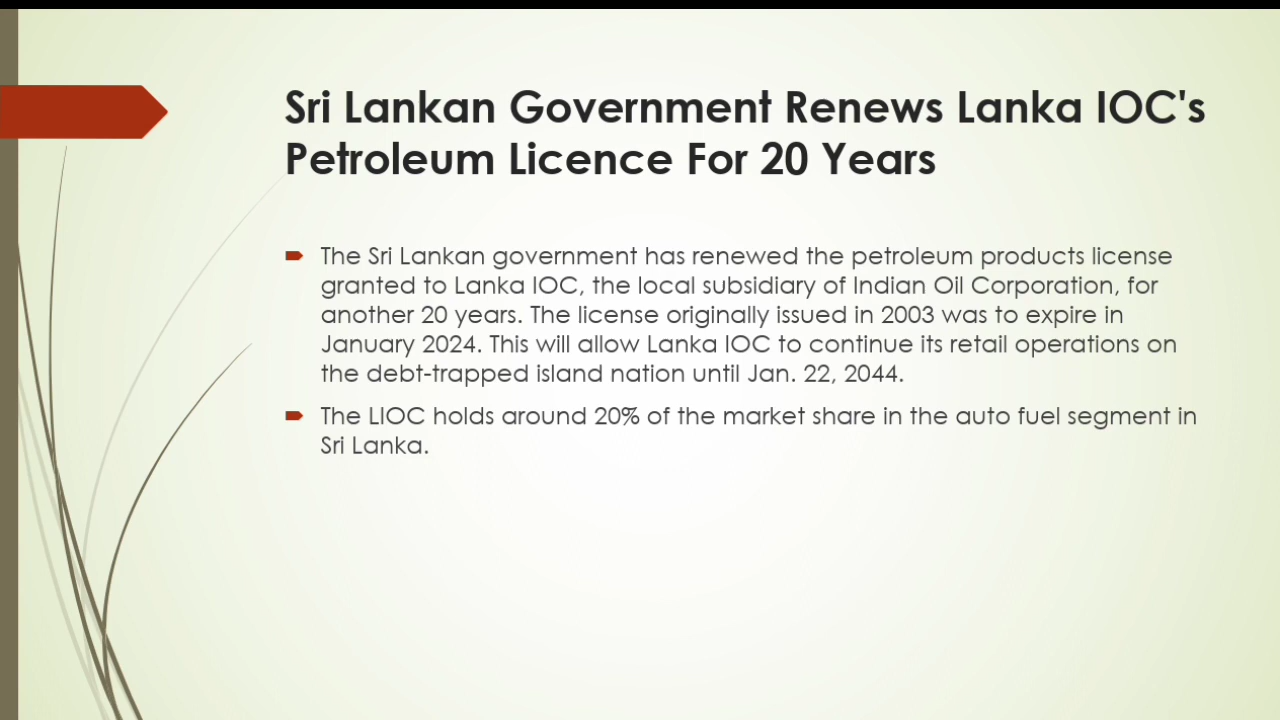 Sri Lankan Government Renews Lanka IOC's
Petroleum Licence For 20 Years
The Sri Lankan government has renewed the petroleum products license
granted to Lanka IOC, the local subsidiary of Indian Oil Corporation, for
another 20 years. The license originally issued in 2003 was to expire in
January 2024. This will allow Lanka IOC to continue its retail operations on
the debt-trapped island nation until Jan. 22, 2044.
The LIOC holds around 20% of the market share in the auto fuel segment in
Sri Lanka.